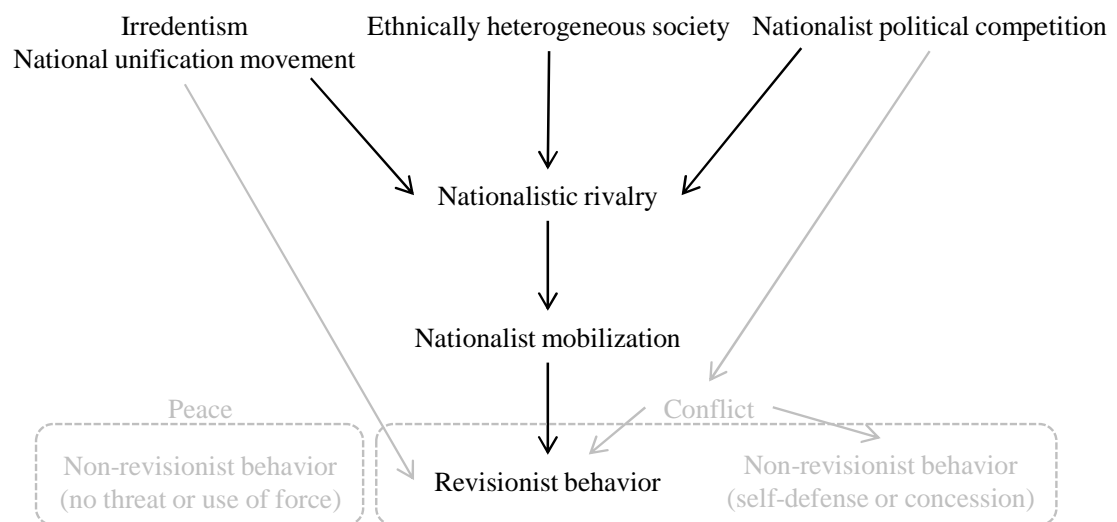 Irredentism
National unification movement
Ethnically heterogeneous society
Nationalist political competition
Nationalistic rivalry
Nationalist mobilization
Peace
Conflict
Non-revisionist behavior
(no threat or use of force)
Revisionist behavior
Non-revisionist behavior
(self-defense or concession)